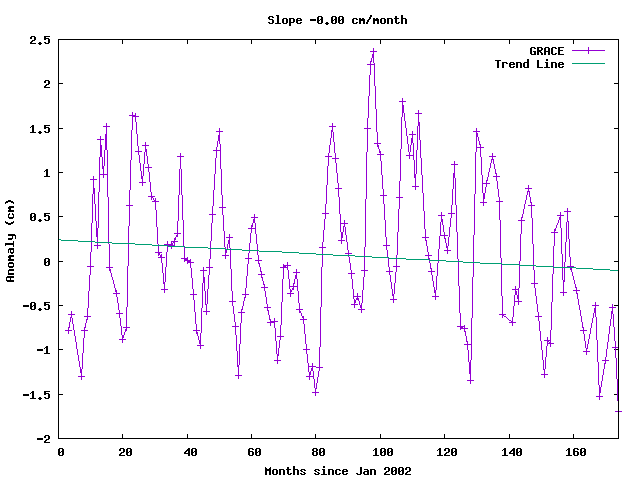 Slope -0.00 cm/month
2.5
GRACE
Trend Line
2
1.5
1
0.5
0
-0.5
-1
-1.5
-2
Anomaly (cm)
0 20 40 60 80 100 120 140 160
Months since Jan 2002